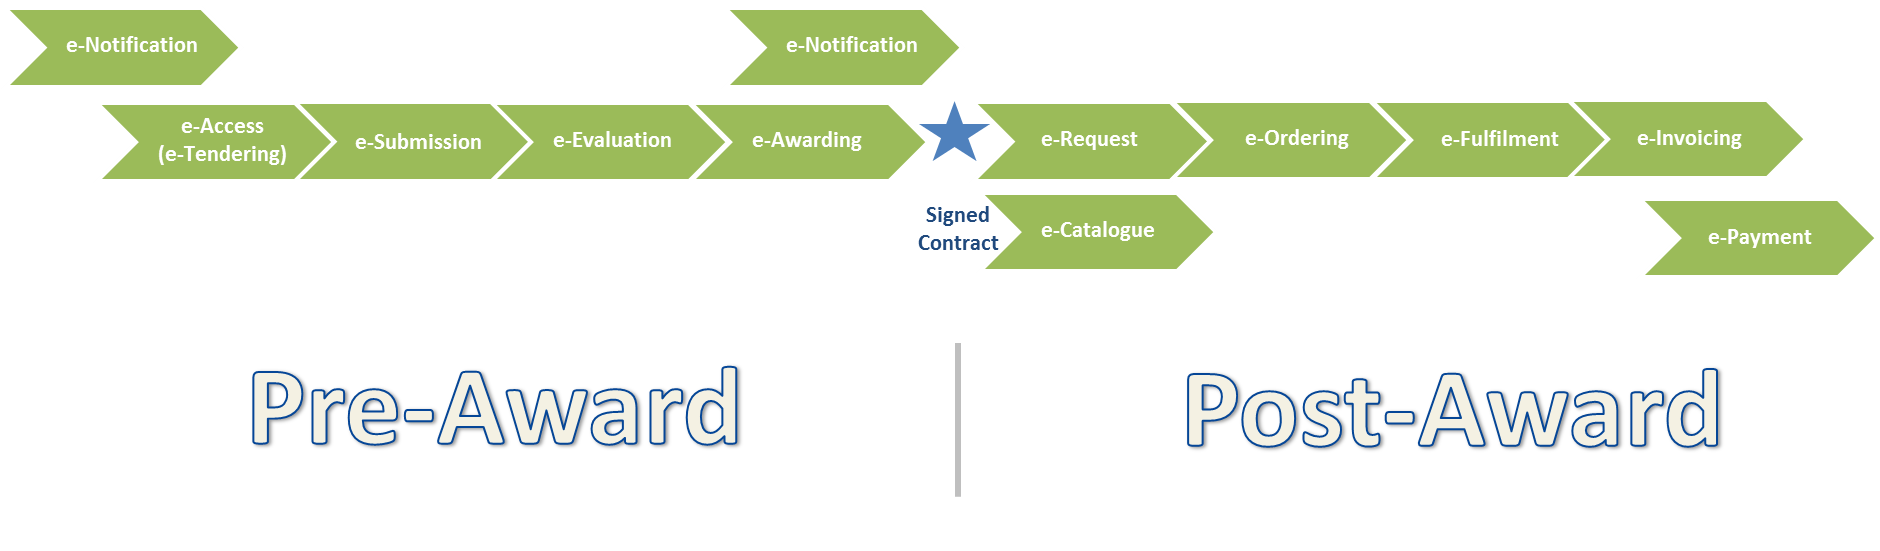 e-Notification
e-Notification
e-Access
(e-Tendering)
e-Submission
e-Evaluation
e-Awarding
e-Request
e-Ordering
e-Fulfilment
e-Invoicing
Signed
Contract
e-Catalogue
e-Payment
Pre-Award
Post-Award